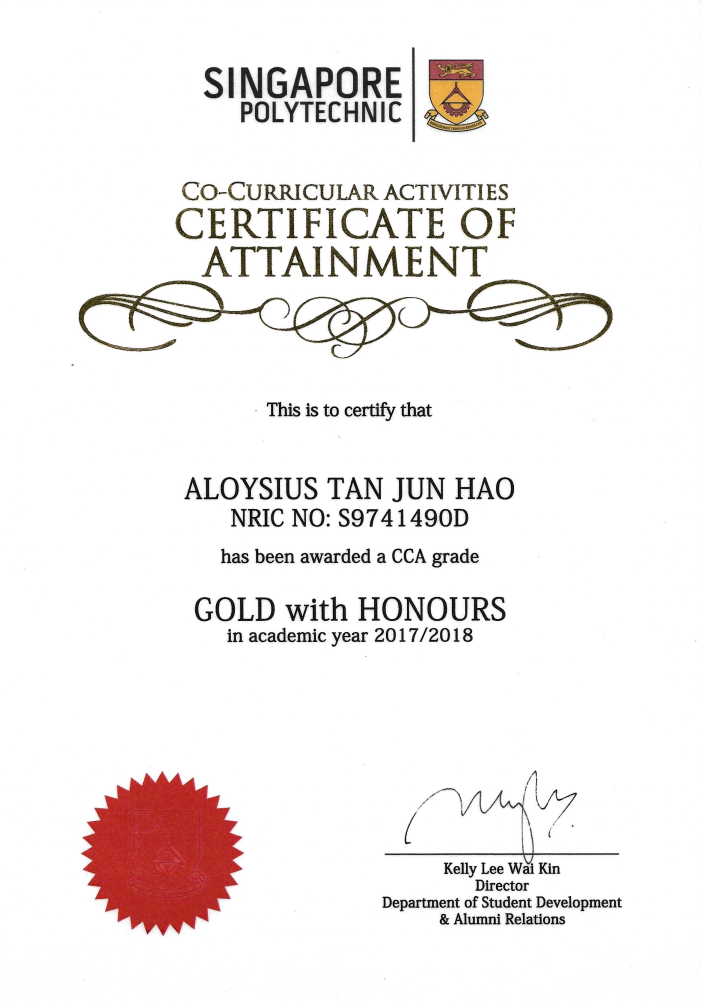 SINGAPORE
POLYTECHNIC
CO-CURRICULAR ACTIVITIES
CERTIFICATE OF
ATTAINMENT
This is to certify that
ALOYSIUS TAN JUN HAO
NRIC NO: S9741490D
has been awarded a CCA grade
GOLD with HONOURS
in academic year 2017/2018
Kelly Lee Wai Kin
Director
Department of Student Development
& Alumni Relations